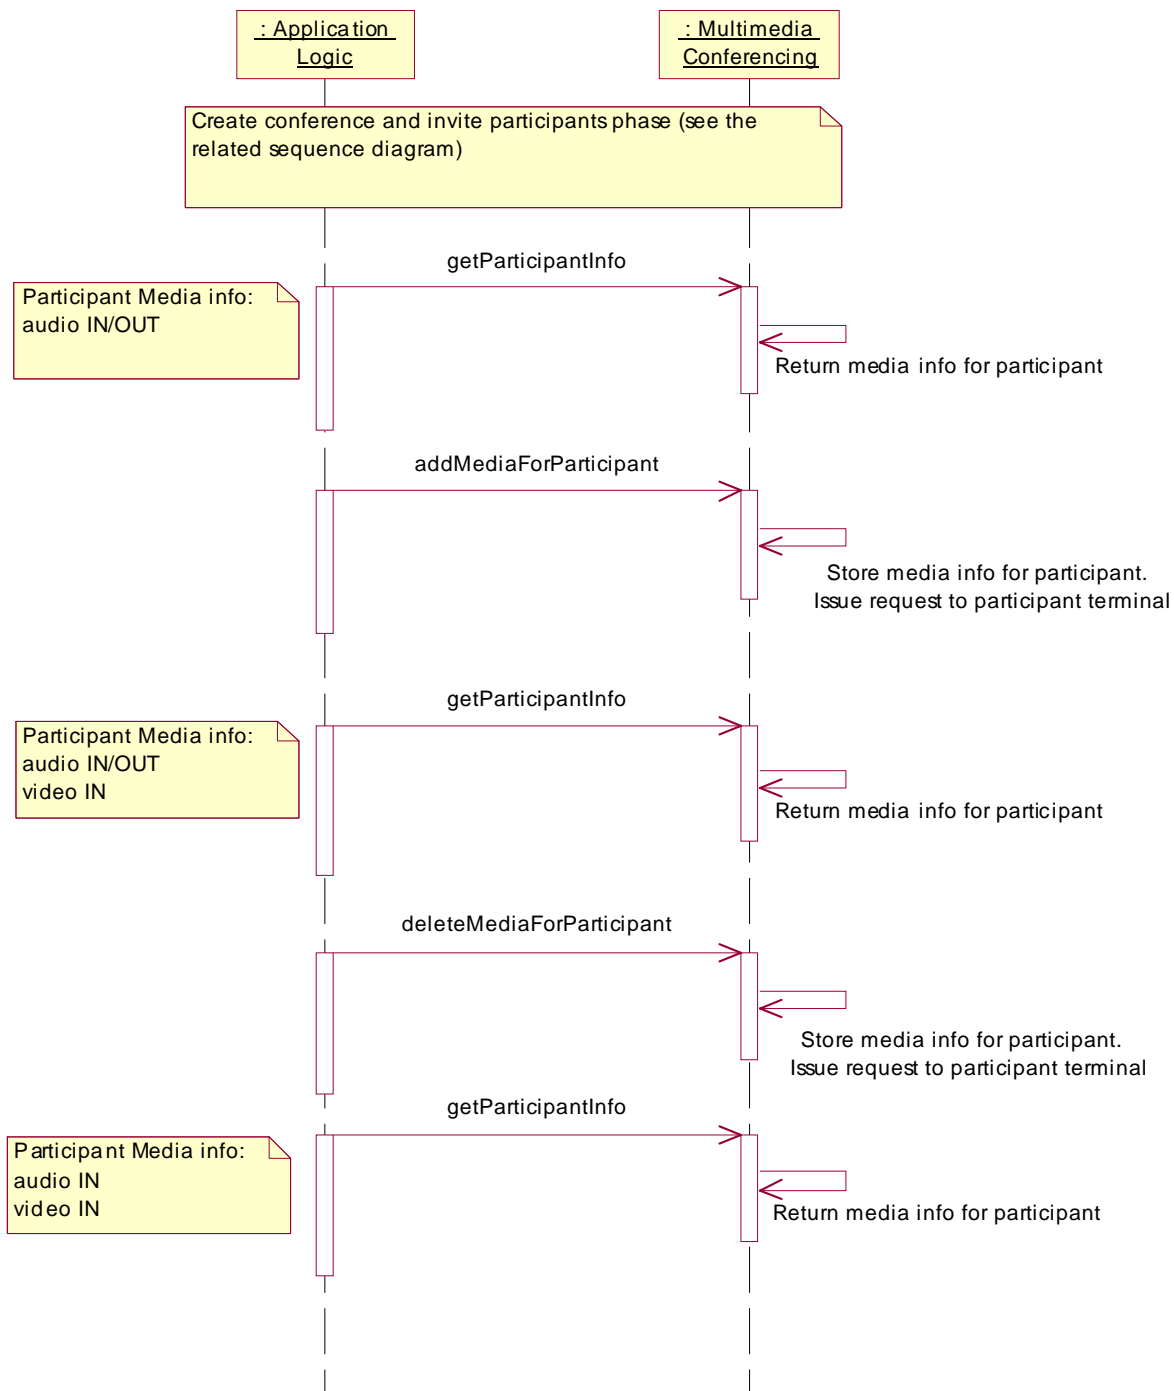 : Application
Logic
: Multimedia
Conferencing
Create conference and invite participants phase (see the
related sequence diagram)
getParticipantInfo
Participant Media info:
audio IN/OUT
Return media info for participant
addMediaForParticipant
Store media info for participant.
Issue request to participant terminal
getParticipantInfo
Participant Media info:
audio IN/OUT
video IN
Return media info for participant
deleteMediaForParticipant
Store media info for participant.
Issue request to participant terminal
getParticipantInfo
Participant Media info:
audio IN
video IN
Return media info for participant